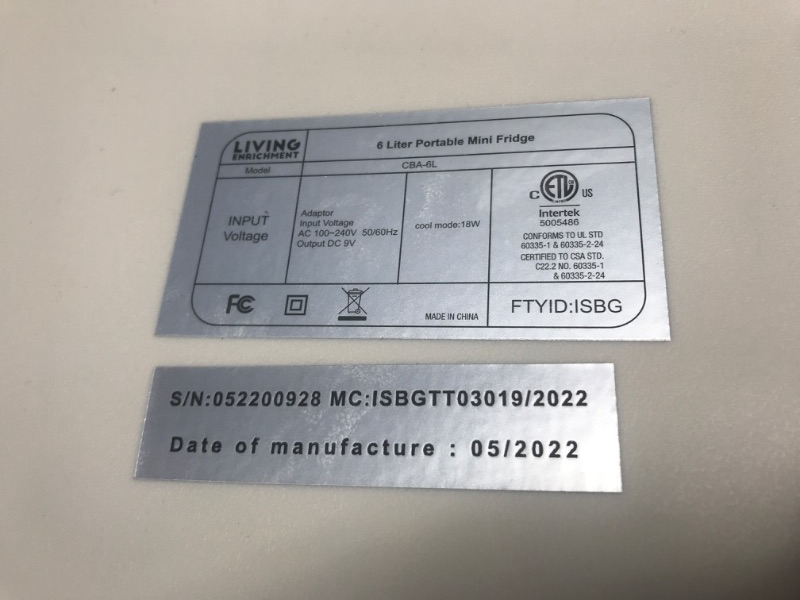 LIVING
ENRICHMENT
6 Liter Portable Mini Fridge
Model
CBA-6L
INPUT
Voltage
Adaptor
Input Voltage
AC 100~240V 50/60Hz
Output DC 9V
cool mode:18W
C ETL US
Intertek
5005486
CONFORMS TO UL STD
60335-1 & 60335-2-24
CERTIFIED TO CSA STD.
C22.2 NO. 60335-1
& 60335-2-24
FC
MADE IN CHINA
FTYID:ISBG
S/N:052200928 MC:ISBGTT03019/2022
Date of manufacture : 05/2022